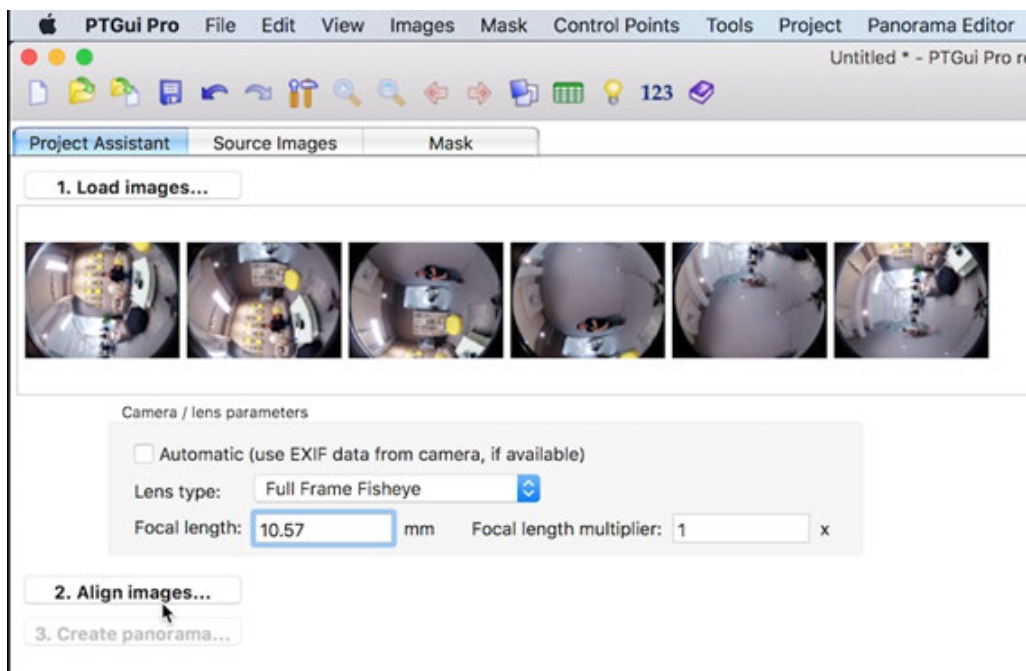 PTGui Pro File Edit View Images Mask Control Points Tools Project Panorama Editor
Untitled * - PTGui Pro
123
Project Assistant Source Images Mask
1. Load images...
Camera / lens parameters
Automatic (use EXIF data from camera, if available)
Lens type: Full Frame Fisheye
Focal length: 10.57 mm Focal length multiplier: 1 x
2. Align images...
3. Create panorama...